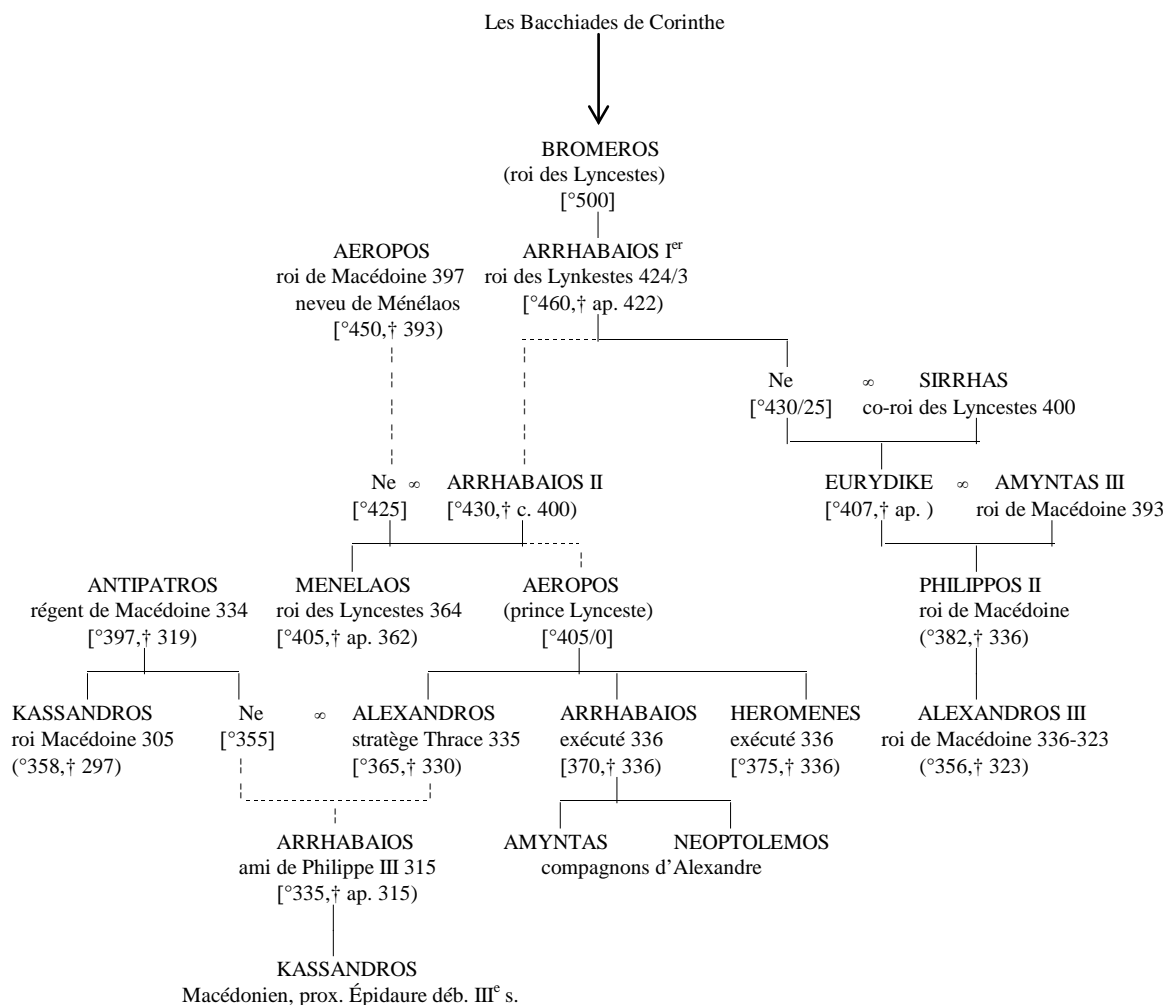 Les Bacchiades de Corinthe
BROMEROS
(roi des Lyncestes)
[°500]
AEROPOS ARRHABAIOS Ier
roi de Macédoine 397 roi des Lynkestes 424/3
neveu de Ménélaos [°460,† ap. 422)
[°450,† 393)
Ne ∞ SIRRHAS
[°430/25] co-roi des Lyncestes 400
Ne ∞ ARRHABAIOS II EURYDIKE ∞ AMYNTAS III
[°425] [°430,† c. 400) [°407,† ap. ) roi de Macédoine 393
ANTIPATROS MENELAOS AEROPOS PHILIPPOS II
régent de Macédoine 334 roi des Lyncestes 364 (prince Lynceste) roi de Macédoine
[°397,† 319) [°405,† ap. 362) [°405/0] (°382,† 336)
KASSANDROS Ne ∞ ALEXANDROS ARRHABAIOS HEROMENES ALEXANDROS III
roi Macédoine 305 [°355] stratège Thrace 335 exécuté 336 exécuté 336 roi de Macédoine 336-323
(°358,† 297) [°365,† 330) [370,† 336) [°375,† 336) (°356,† 323)
ARRHABAIOS AMYNTAS NEOPTOLEMOS
ami de Philippe III 315 compagnons d’Alexandre
[°335,† ap. 315)
KASSANDROS
Macédonien, prox. Épidaure déb. IIIe s.